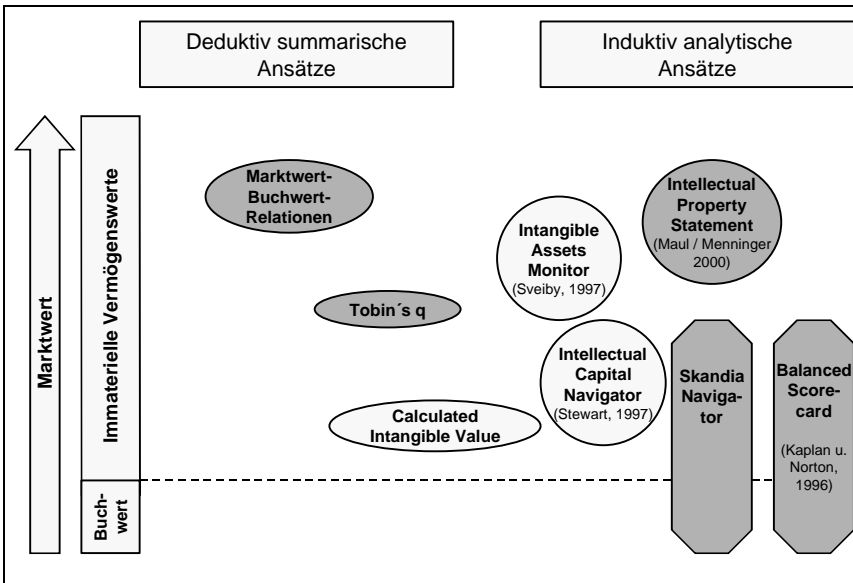 Deduktiv summarische
Ansätze
Induktiv analytische
Ansätze
Marktwert
Immaterielle Vermögenswerte
Buch-
wert
Marktwert-
Buchwert-
Relationen
Tobin´s q
Calculated
Intangible Value
Intangible
Assets
Monitor
(Sveiby, 1997)
Intellectual
Capital
Navigator
(Stewart, 1997)
Intellectual
Property
Statement
(Maul / Menninger
2000)
Skandia
Naviga-
tor
Balanced
Score-
card
(Kaplan u.
Norton,
1996)